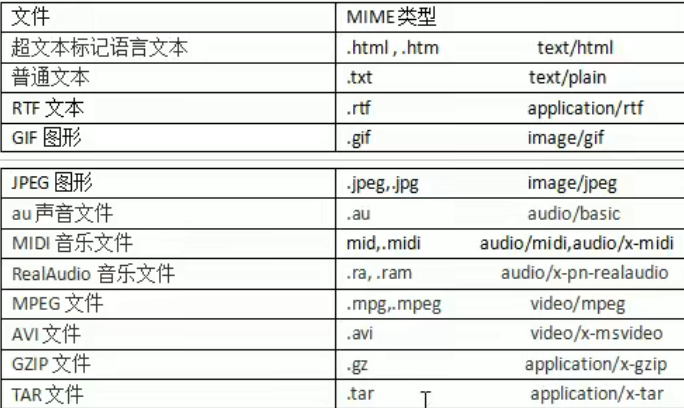 文件 MIME类型
超文本标记语言文本 .html , .htm text/html
普通文本 .txt text/plain
RTF 文本 .rtf application/rtf
GIF 图形 .gif image/gif
JPEG 图形 .jpeg,.jpg image/jpeg
au 声音文件 .au audio/basic
MIDI 音乐文件 mid,.midi audio/midi,audio/x-midi
RealAudio 音乐文件 .ra, .ram audio/x-pn-realaudio
MPEG 文件 .mpg,.mpeg video/mpeg
AVI 文件 .avi video/x-msvideo
GZIP 文件 .gz application/x-gzip
TAR 文件 .tar application/x-tar